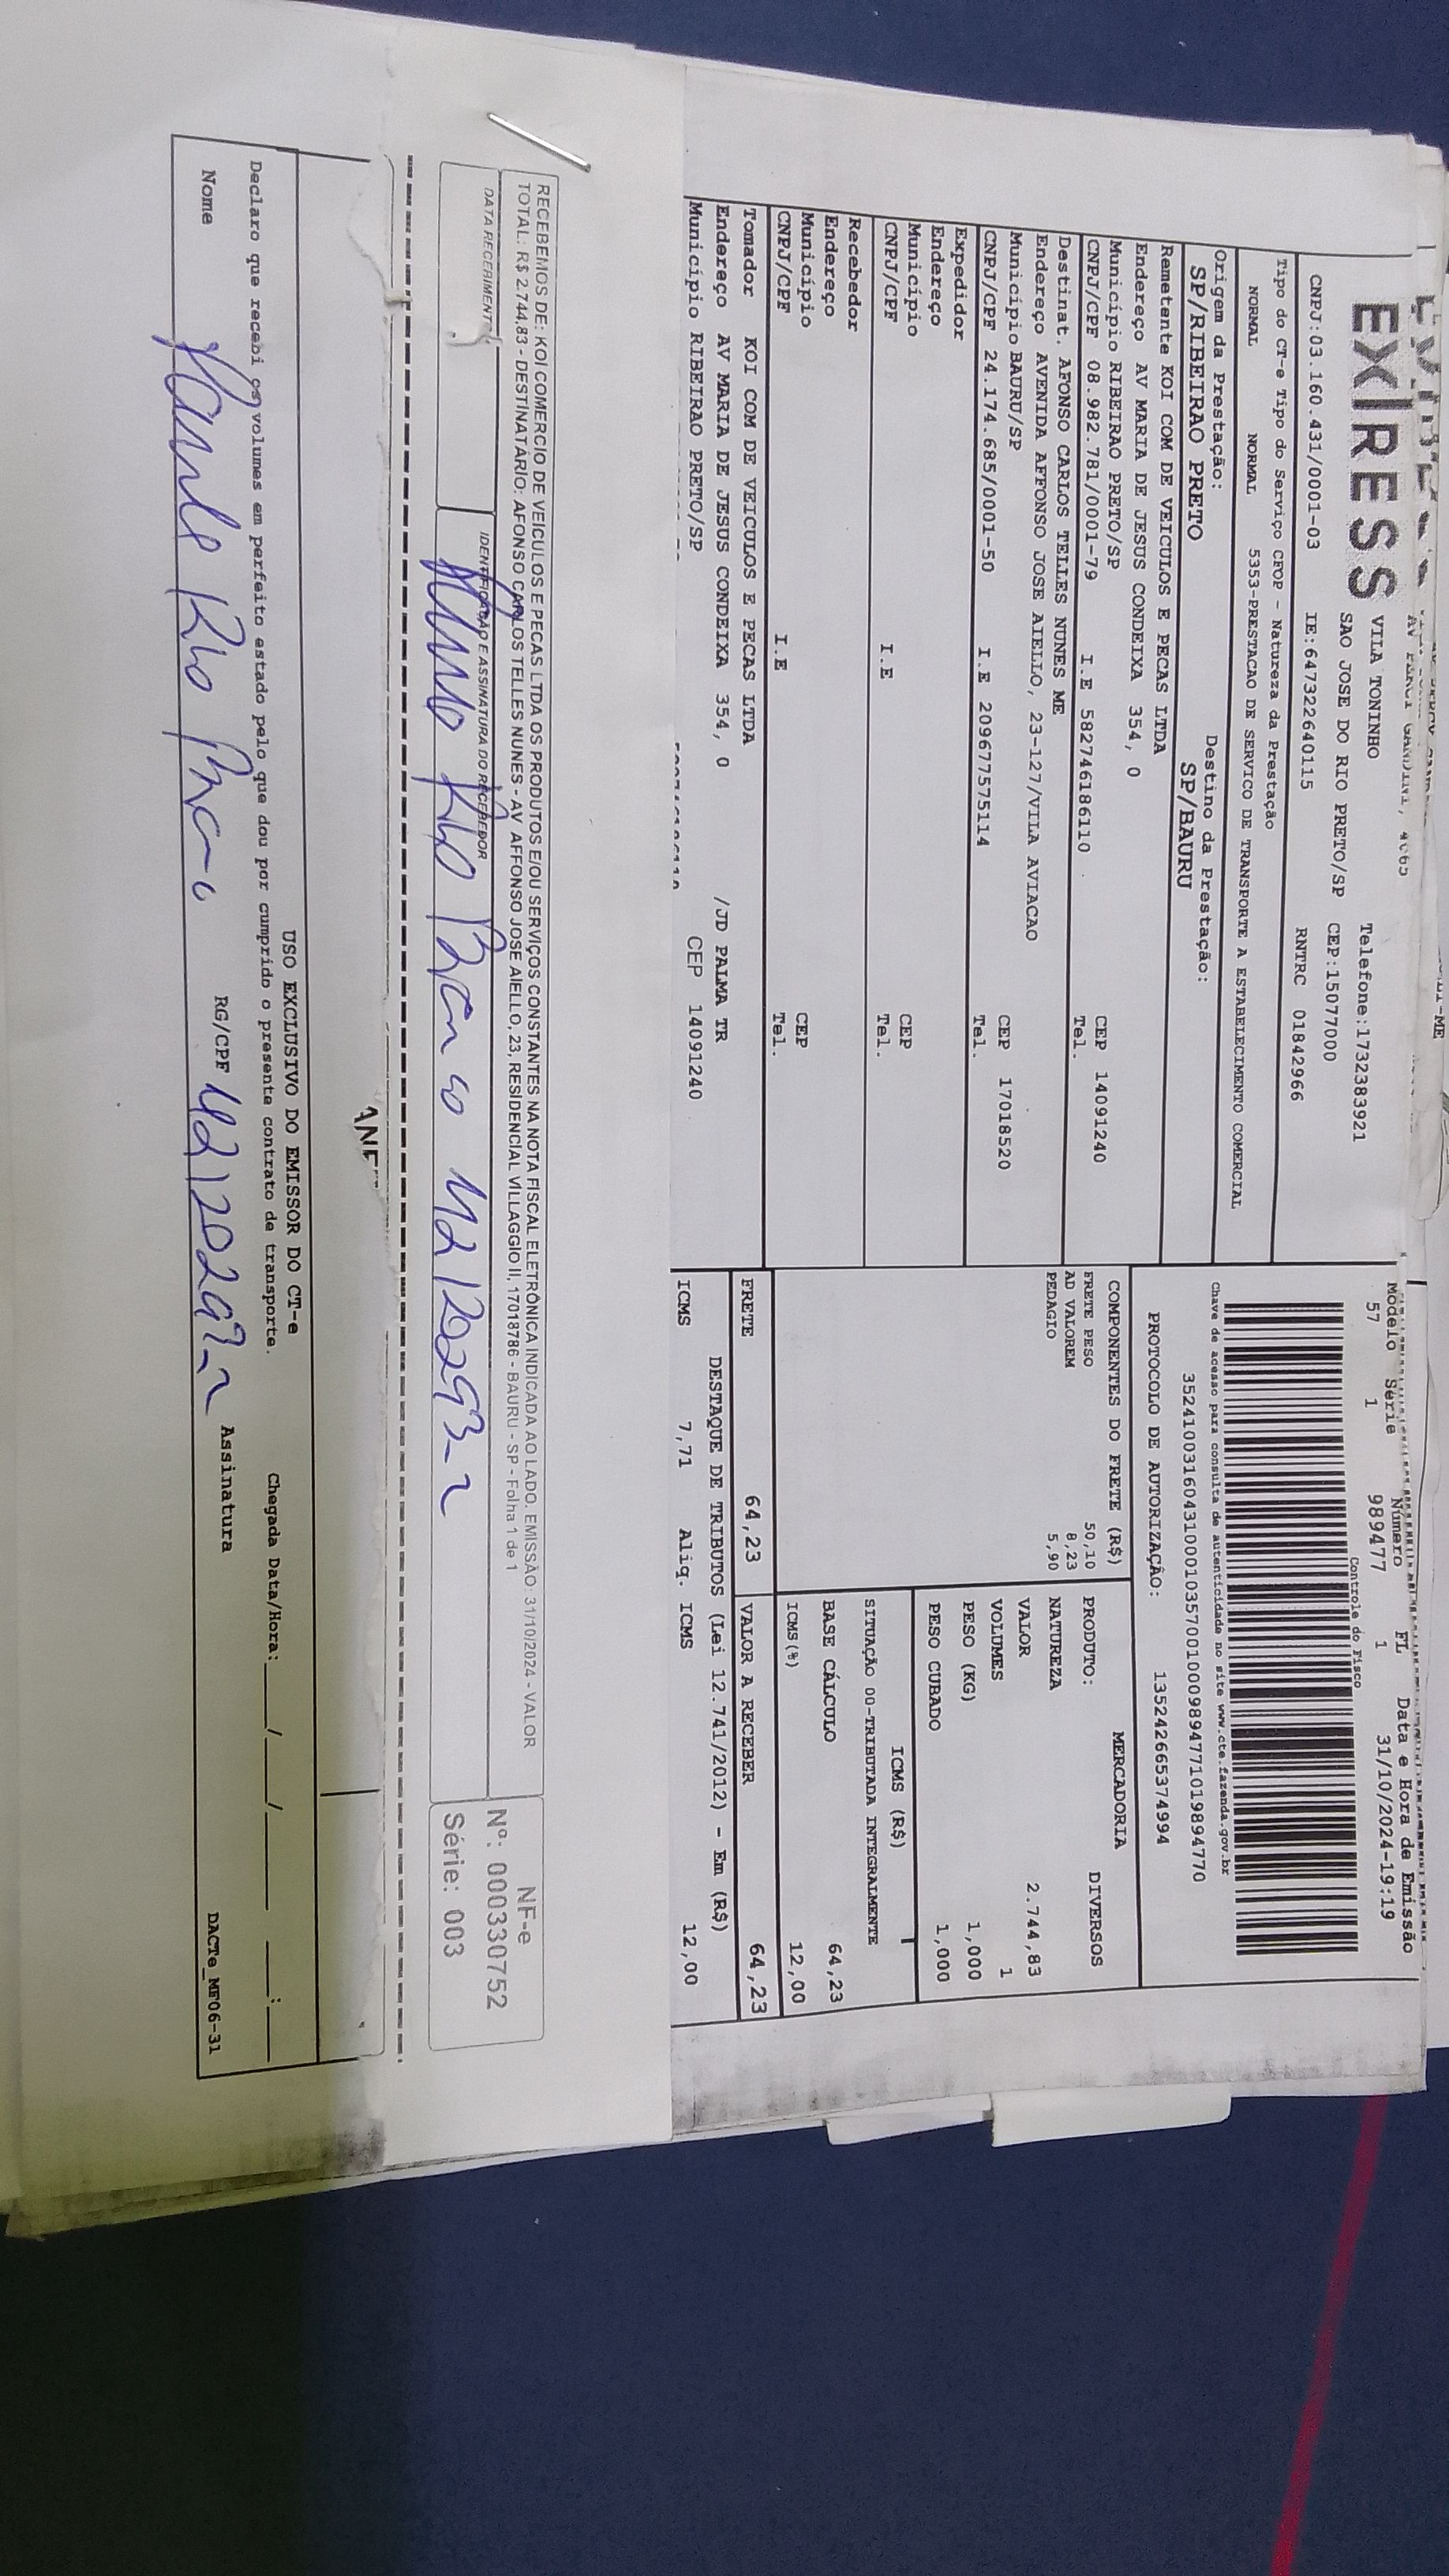 EXPRESS
VILA TONINHO
SAO JOSE DO RIO PRETO/SP
Telefone:1732383921
CEP:15077000
CNPJ:03.160.431/0001-03 IE:647322640115 RNTRC 01842966
Tipo do CT-e Tipo do Serviço CFOP - Natureza da Prestação
NORMAL NORMAL 5353-PRESTACAO DE SERVICO DE TRANSPORTE A ESTABELECIMENTO COMERCIAL
Origem da Prestação: Destino da Prestação:
SP/RIBEIRAO PRETO SP/BAURU
Remetente KOI COM DE VEICULOS E PECAS LTDA
Endereço AV MARIA DE JESUS CONDEIXA 354, 0
Município RIBEIRAO PRETO/SP CEP 14091240
CNPJ/CPF 08.982.781/0001-79 I.E 582746186110 Tel.
Destinat. AFONSO CARLOS TELLES NUNES ME
Endereço AVENIDA AFFONSO JOSE AIELLO, 23-127/VILA AVIACAO
Município BAURU/SP CEP 17018520
CNPJ/CPF 24.174.685/0001-50 I.E 209677575114 Tel.
Expedidor
Endereço
Município CEP
CNPJ/CPF I.E Tel.
Recebedor
Endereço
Município CEP
CNPJ/CPF I.E Tel.
Tomador KOI COM DE VEICULOS E PECAS LTDA
Endereço AV MARIA DE JESUS CONDEIXA 354, 0 /JD PALMA TR
Município RIBEIRAO PRETO/SP CEP 14091240
Modelo Série Número FL Data e Hora de Emissão
57 1 989477 1 31/10/2024-19:19
Controle do Fisco
Chave de acesso para consulta de autenticidade no site www.cte.fazenda.gov.br
35241003160431000103570010009894771019894770
PROTOCOLO DE AUTORIZAÇÃO: 135242665374994
COMPONENTES DO FRETE (R$)
FRETE PESO 50,10
AD VALOREM 8,23
PEDAGIO 5,90
MERCADORIA
PRODUTO: DIVERSOS
NATUREZA
VALOR 2.744,83
VOLUMES 1
PESO (KG) 1,000
PESO CUBADO 1,000
ICMS (R$)
SITUAÇÃO 00-TRIBUTADA INTEGRALMENTE
BASE CÁLCULO 64,23
ICMS(%) 12,00
FRETE 64,23 VALOR A RECEBER 64,23
DESTAQUE DE TRIBUTOS (Lei 12.741/2012) - Em (R$)
ICMS 7,71 Aliq. ICMS 12,00
RECEBEMOS DE: KOI COMERCIO DE VEICULOS E PECAS LTDA OS PRODUTOS E/OU SERVIÇOS CONSTANTES NA NOTA FISCAL ELETRÔNICA INDICADA AO LADO. EMISSÃO: 31/10/2024 - VALOR
TOTAL: R$ 2.744,83 - DESTINATÁRIO: AFONSO CARLOS TELLES NUNES - AV AFFONSO JOSE AIELLO, 23, RESIDENCIAL VILLAGGIO II, 17018786 - BAURU - SP - Folha 1 de 1
DATA RECEBIMENTO IDENTIFICAÇÃO E ASSINATURA DO RECEBEDOR
NF-e
Nº: 000330752
Série: 003
USO EXCLUSIVO DO EMISSOR DO CT-e
Declaro que recebi os volumes em perfeito estado pelo que dou por cumprido o presente contrato de transporte. Chegada Data/Hora:____/____/______ ____:____
Nome RG/CPF Assinatura
DACTe_MF06-31